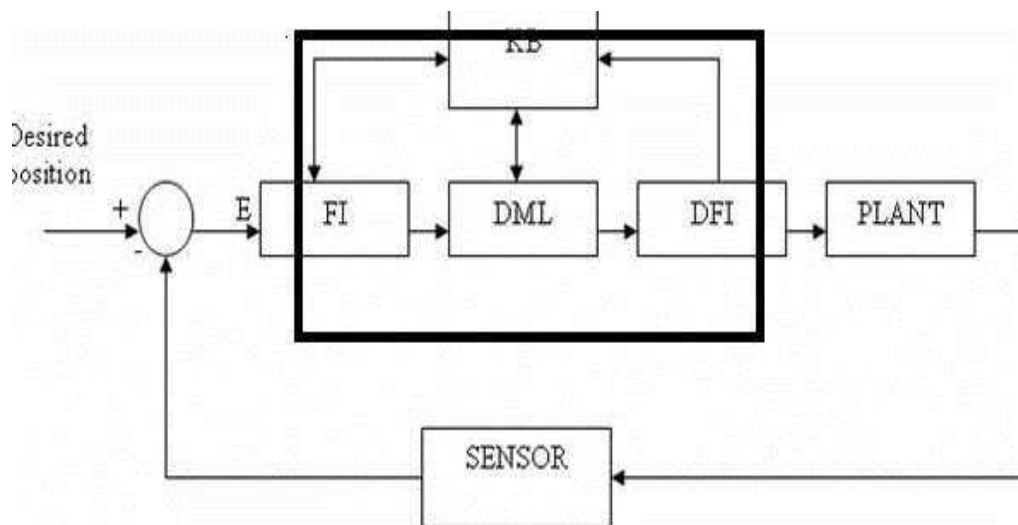 KB
Desired
position
+
E
FI
DML
DFI
PLANT
-
SENSOR